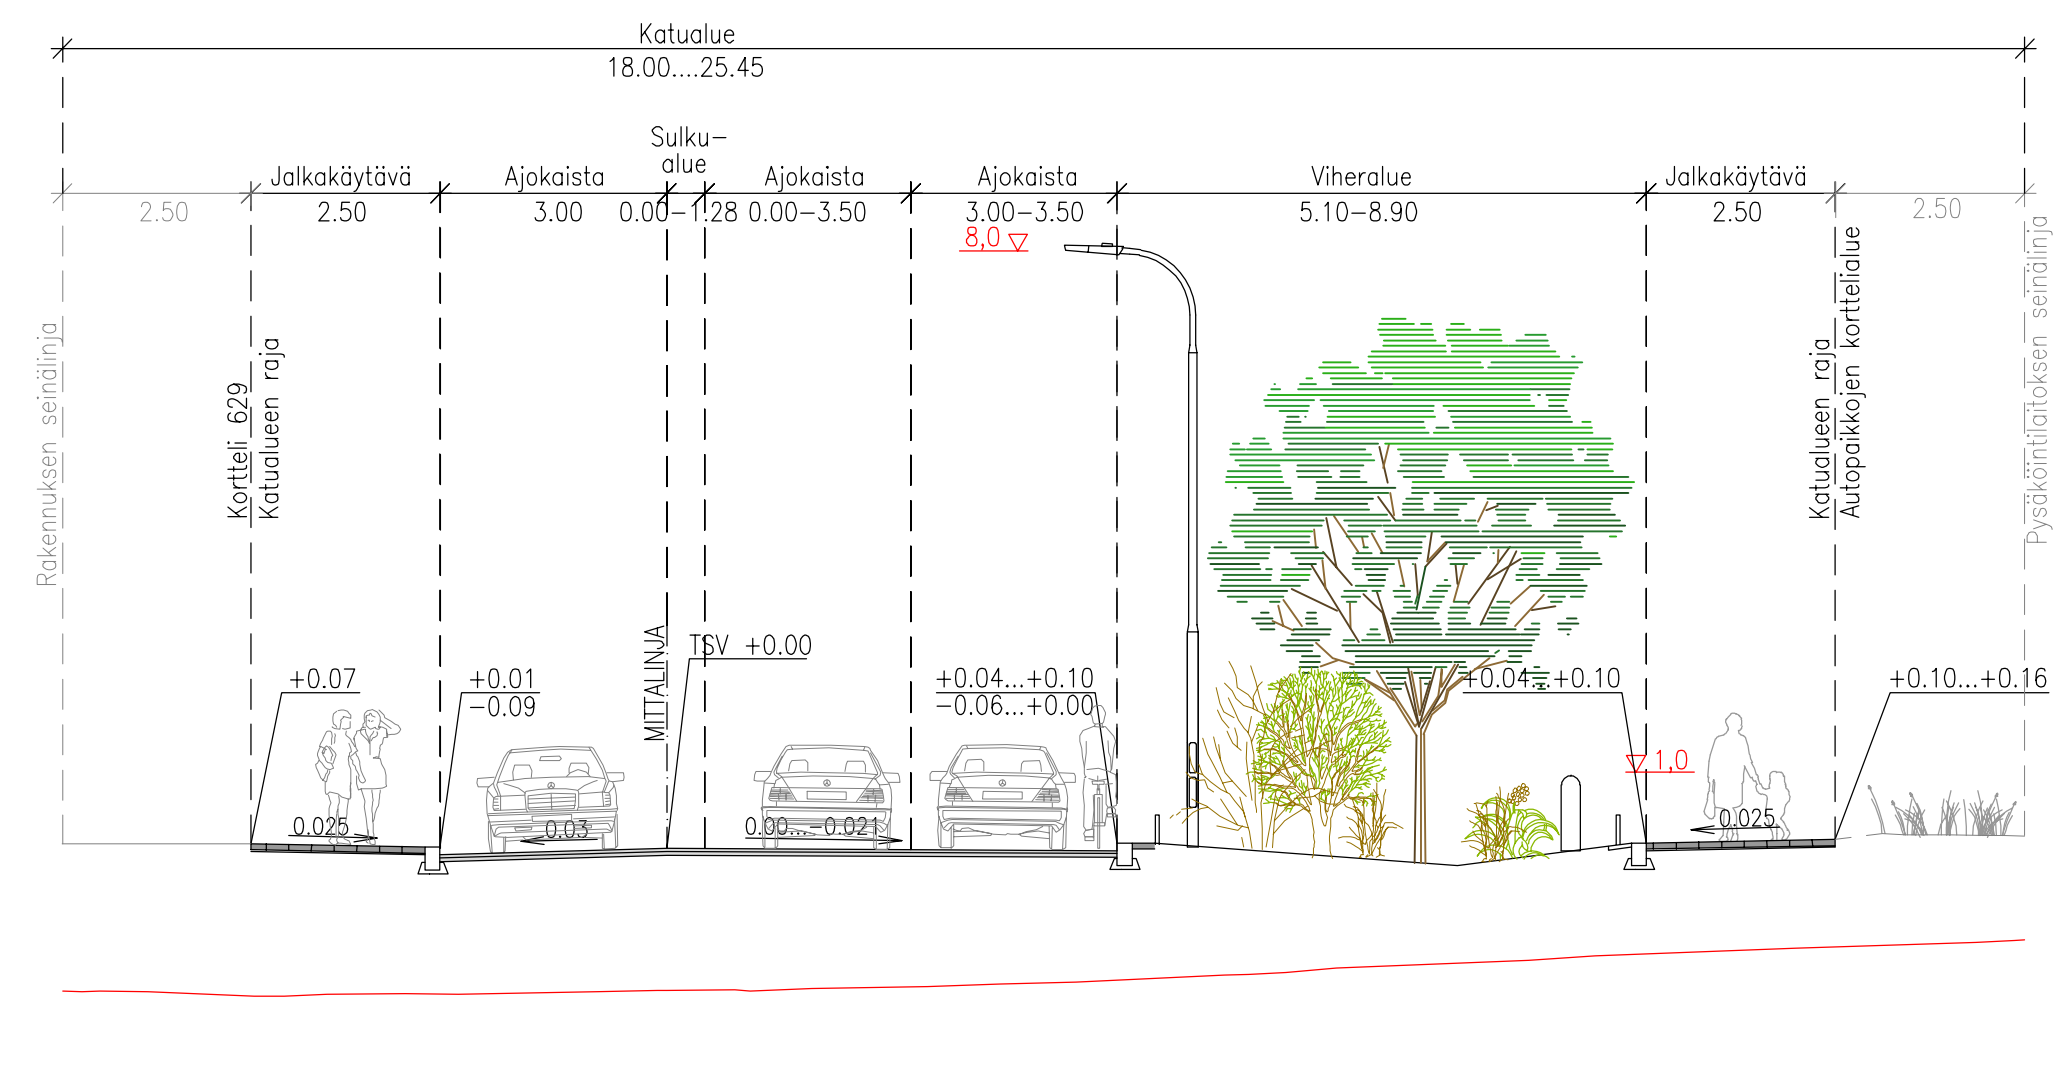 Katualue
18.00....25.45
Sulku-
alue
Jalkakäytävä
Ajokaista
Ajokaista
Ajokaista
Viheralue
Jalkakäytävä
2.50
2.50
3.00
0.00-1.28
0.00-3.50
3.00-3.50
5.10-8.90
2.50
2.50
8,0
Rakennuksen seinälinja
Kortteli 629
Katualueen raja
MITTALINJA
Katualueen raja
Autopaikkojen korttelialue
Pysäköintilaitoksen seinälinja
TSV +0.00
+0.07
+0.01
-0.09
+0.04...+0.10
-0.06...+0.00
+0.04...+0.10
+0.10...+0.16
1,0
0.025
0.03
0.00...-0.021
0.025